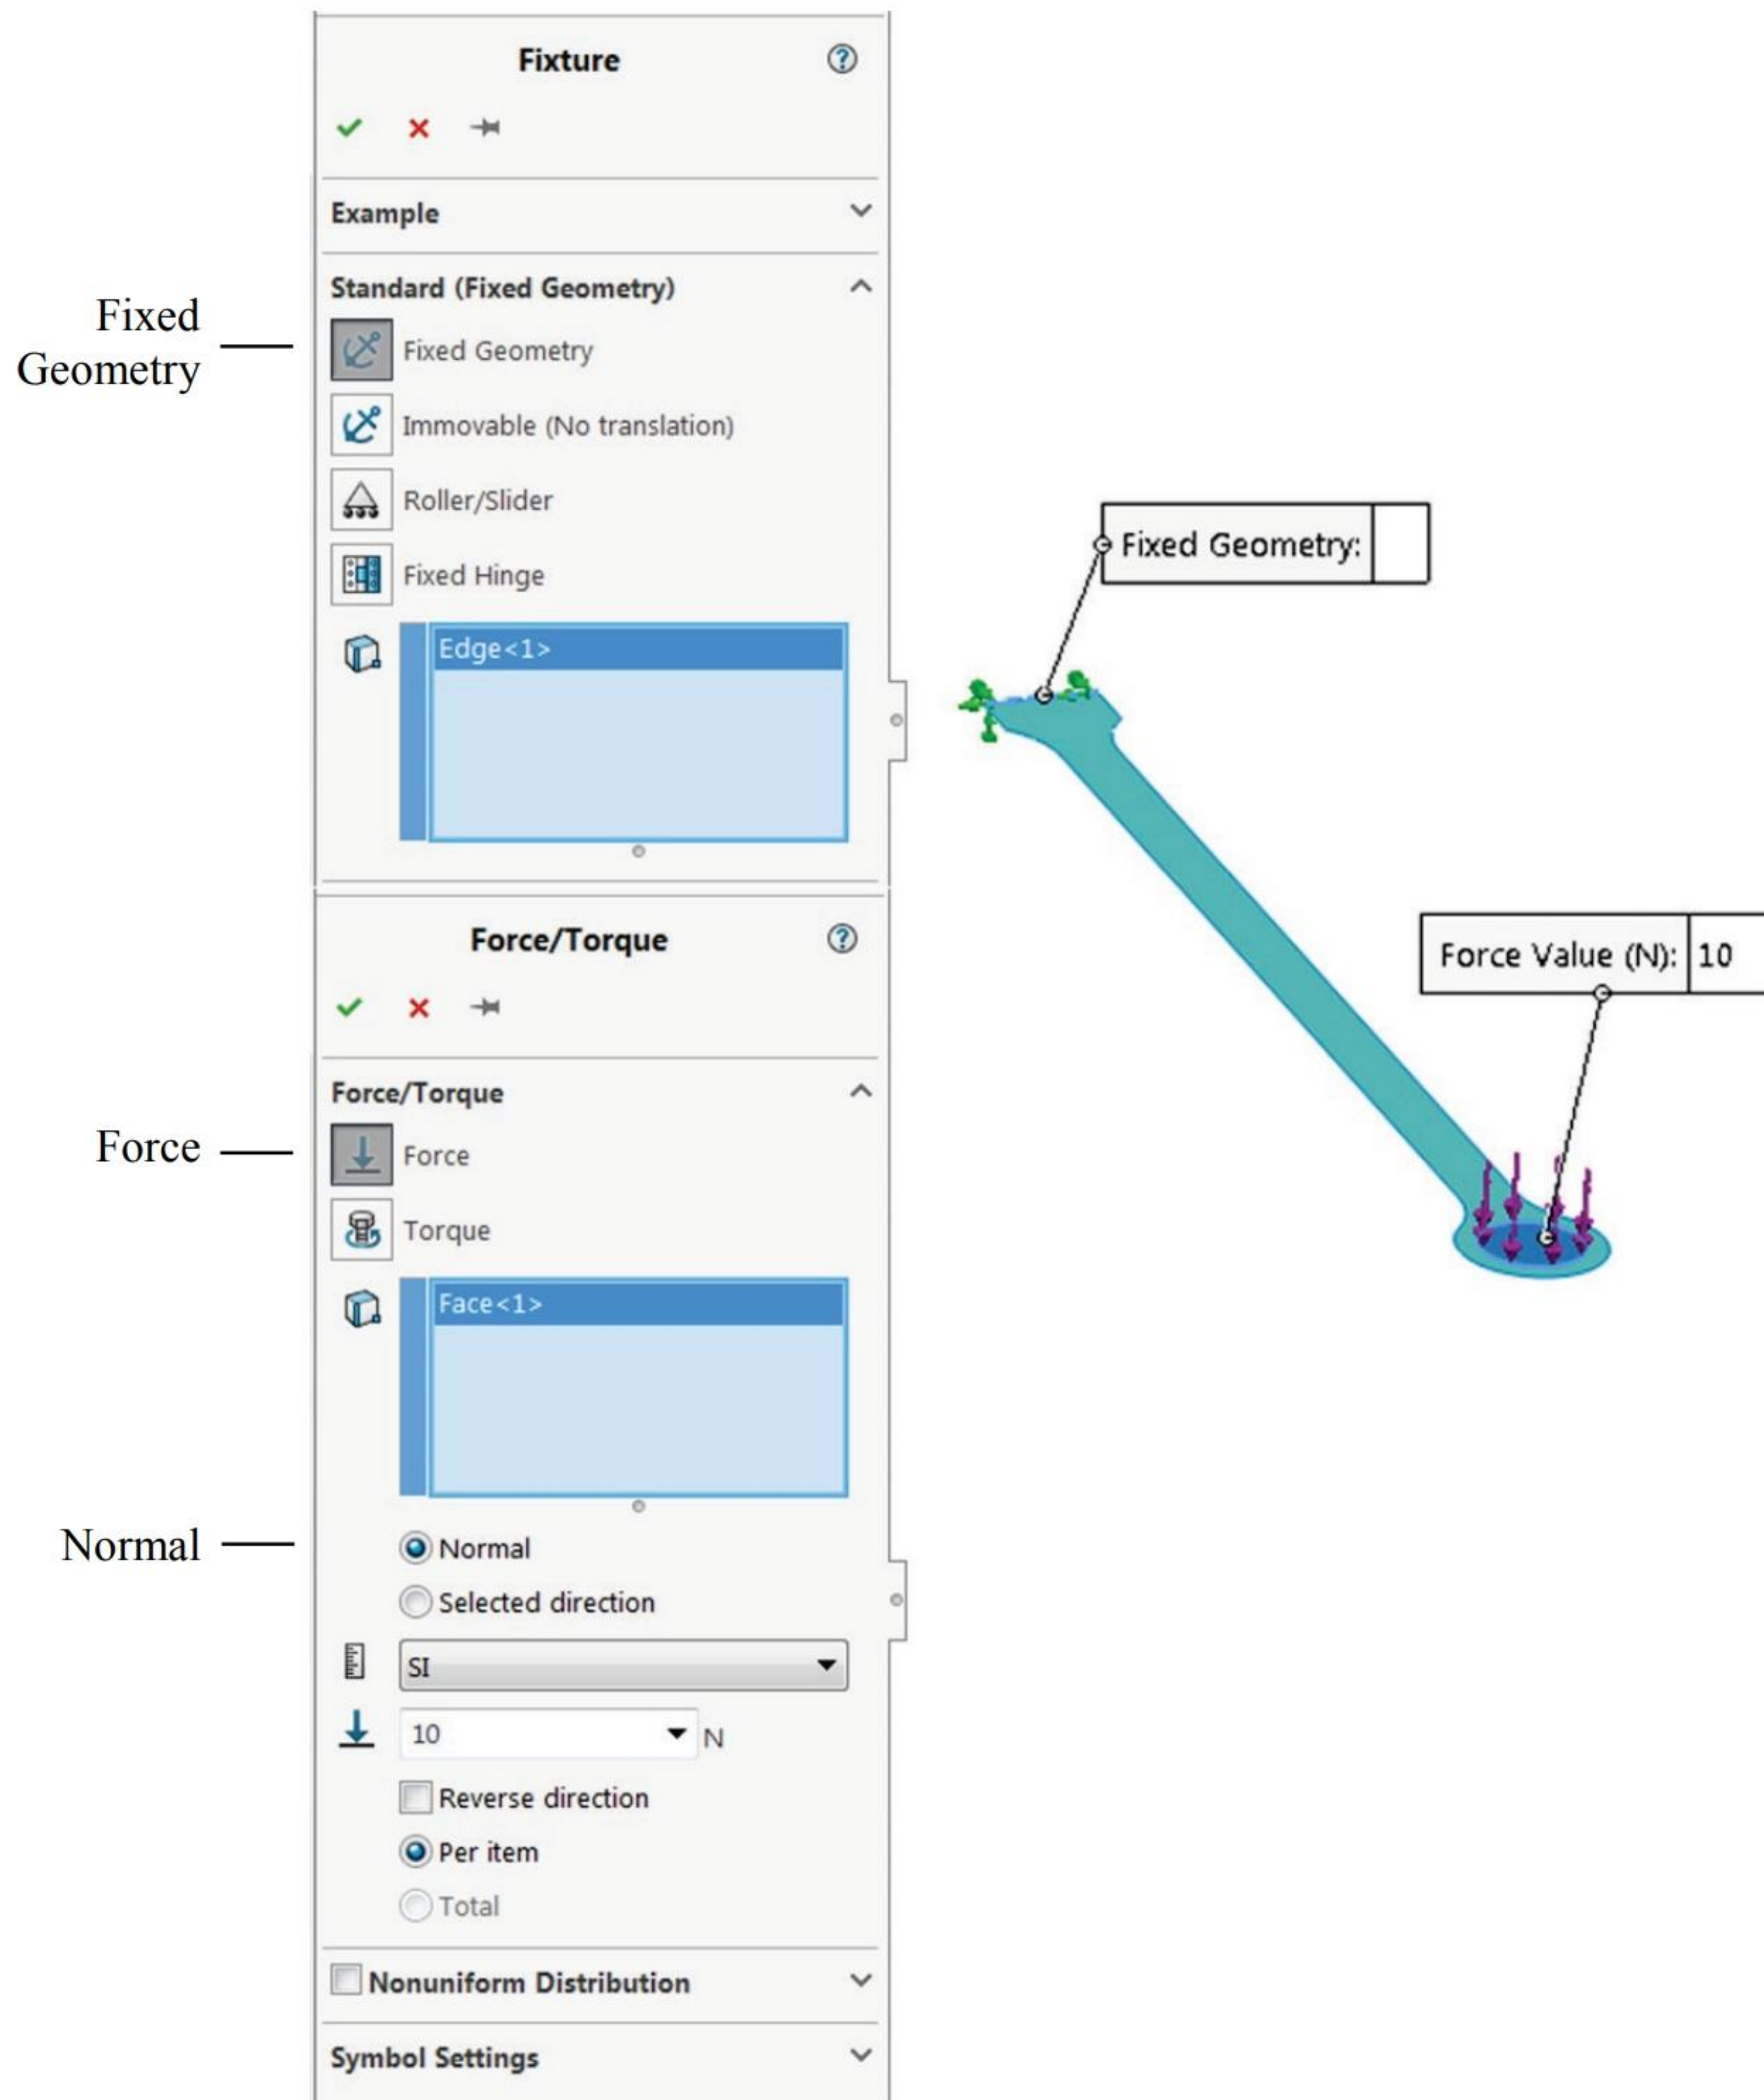 Fixture
Example
Standard (Fixed Geometry)
Fixed
Geometry
Fixed Geometry
Immovable (No translation)
Roller/Slider
Fixed Hinge
Edge<1>
Fixed Geometry:
Force/Torque
Force Value (N): 10
Force/Torque
Force
Force
Torque
Face<1>
Normal
Normal
Selected direction
SI
10 N
Reverse direction
Per item
Total
Nonuniform Distribution
Symbol Settings